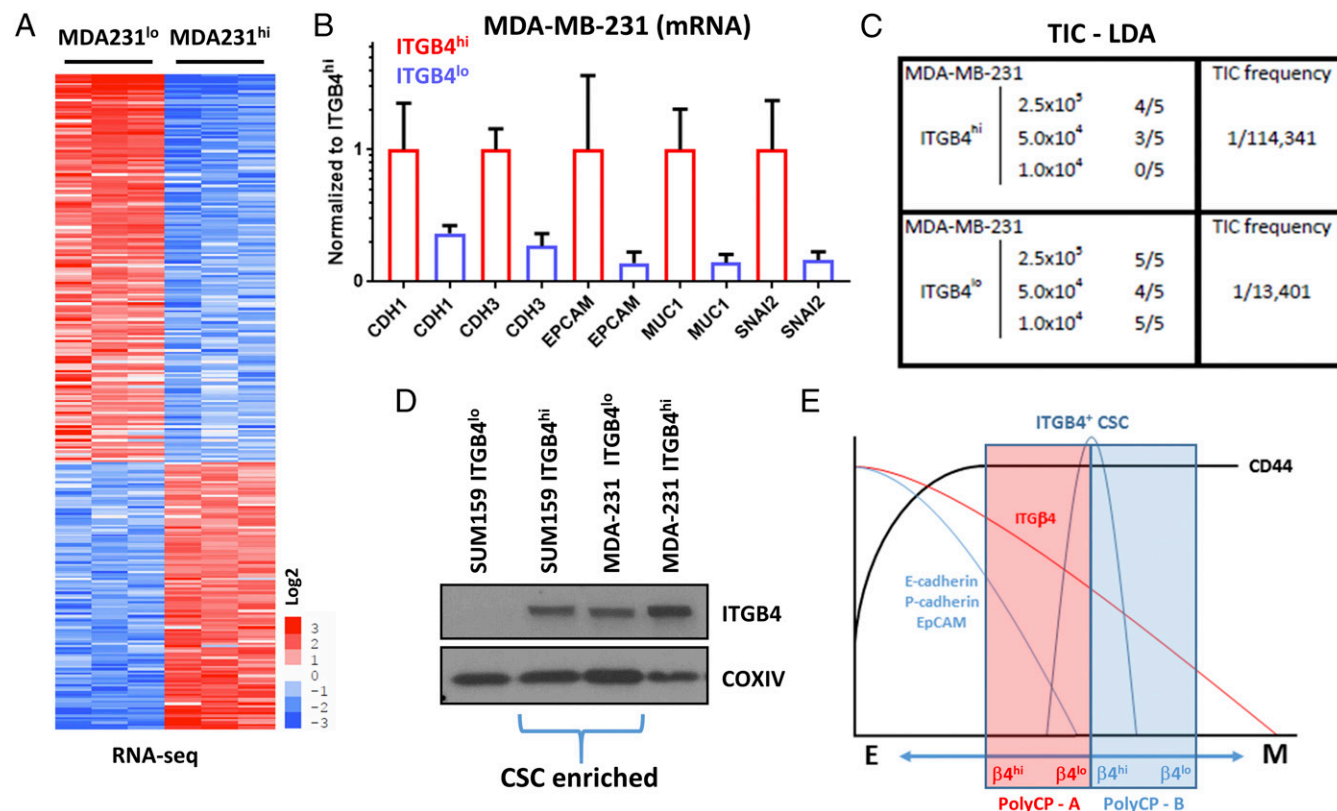 A
MDA231ˡᵒ MDA231ʰⁱ
Log2
3
2
1
0
−1
−2
−3
RNA-seq
B
MDA-MB-231 (mRNA)
ITGB4ʰⁱ
ITGB4ˡᵒ
Normalized to ITGB4ʰⁱ
1
0
CDH1 CDH1 CDH3 CDH3 EPCAM EPCAM MUC1 MUC1 SNAI2 SNAI2
C
TIC - LDA
MDA-MB-231 TIC frequency
2.5x10⁵ 4/5
ITGB4ʰⁱ 5.0x10⁴ 3/5 1/114,341
1.0x10⁴ 0/5
MDA-MB-231 TIC frequency
2.5x10⁵ 5/5
ITGB4ˡᵒ 5.0x10⁴ 4/5 1/13,401
1.0x10⁴ 5/5
D
SUM159 ITGB4ˡᵒ
SUM159 ITGB4ʰⁱ
MDA-231 ITGB4ˡᵒ
MDA-231 ITGB4ʰⁱ
ITGB4
COXIV
CSC enriched
E
ITGB4⁺ CSC
CD44
ITGβ4
E-cadherin
P-cadherin
EpCAM
E M
β4ʰⁱ β4ˡᵒ β4ʰⁱ β4ˡᵒ
PolyCP - A PolyCP - B